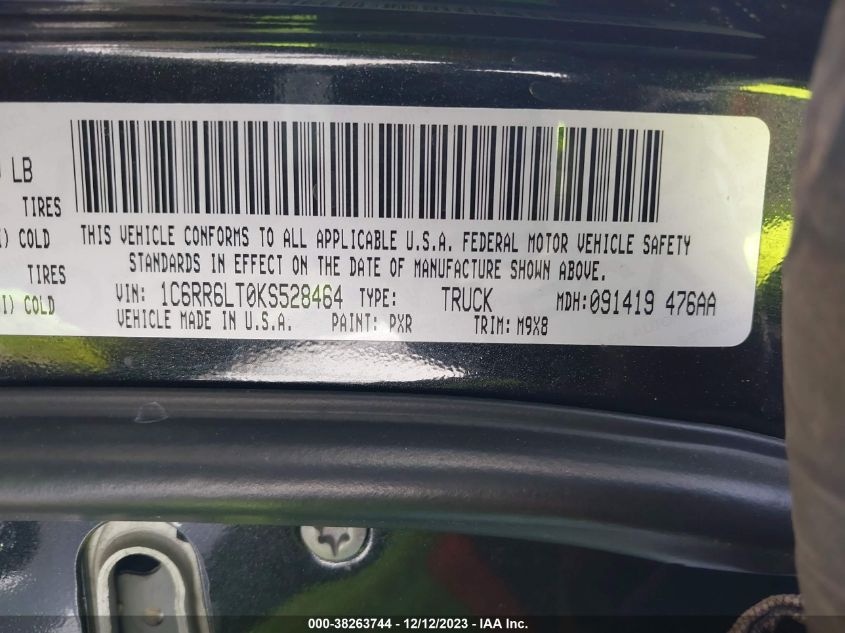 LB
TIRES
) COLD
TIRES
) COLD
THIS VEHICLE CONFORMS TO ALL APPLICABLE U.S.A. FEDERAL MOTOR VEHICLE SAFETY
STANDARDS IN EFFECT ON THE DATE OF MANUFACTURE SHOWN ABOVE.
VIN: 1C6RR6LT0KS528464 TYPE: TRUCK MDH:091419 476AA
VEHICLE MADE IN U.S.A. PAINT: PXR TRIM: M9X8
000-38263744 - 12/12/2023 - IAA Inc.